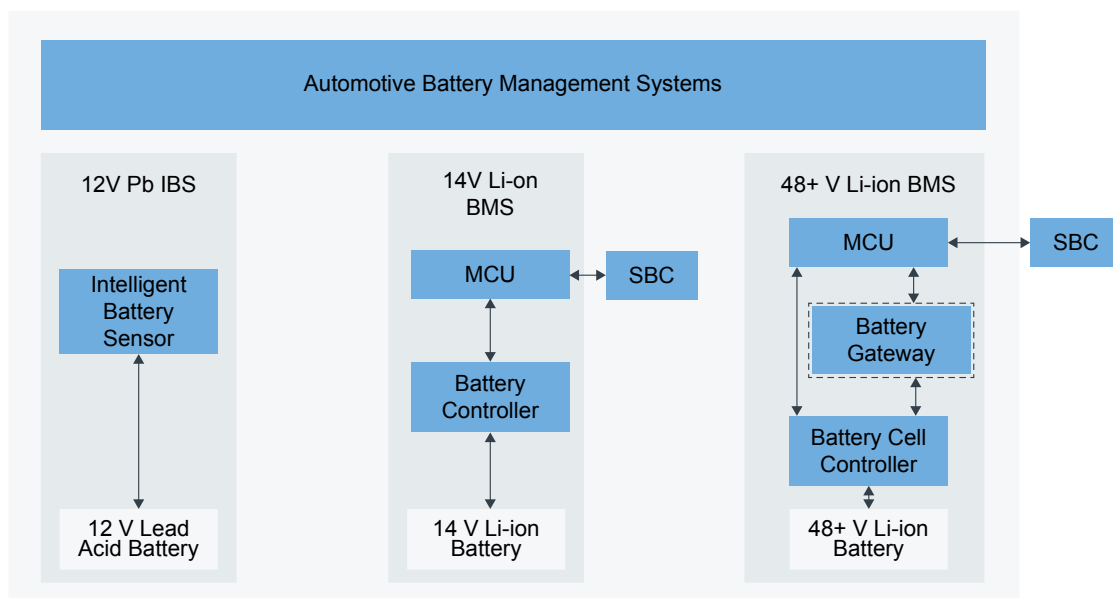 Automotive Battery Management Systems
12V Pb IBS
Intelligent
Battery
Sensor
12 V Lead
Acid Battery
14V Li-on
BMS
MCU
SBC
Battery
Controller
14 V Li-ion
Battery
48+ V Li-ion BMS
MCU
SBC
Battery
Gateway
Battery Cell
Controller
48+ V Li-ion
Battery